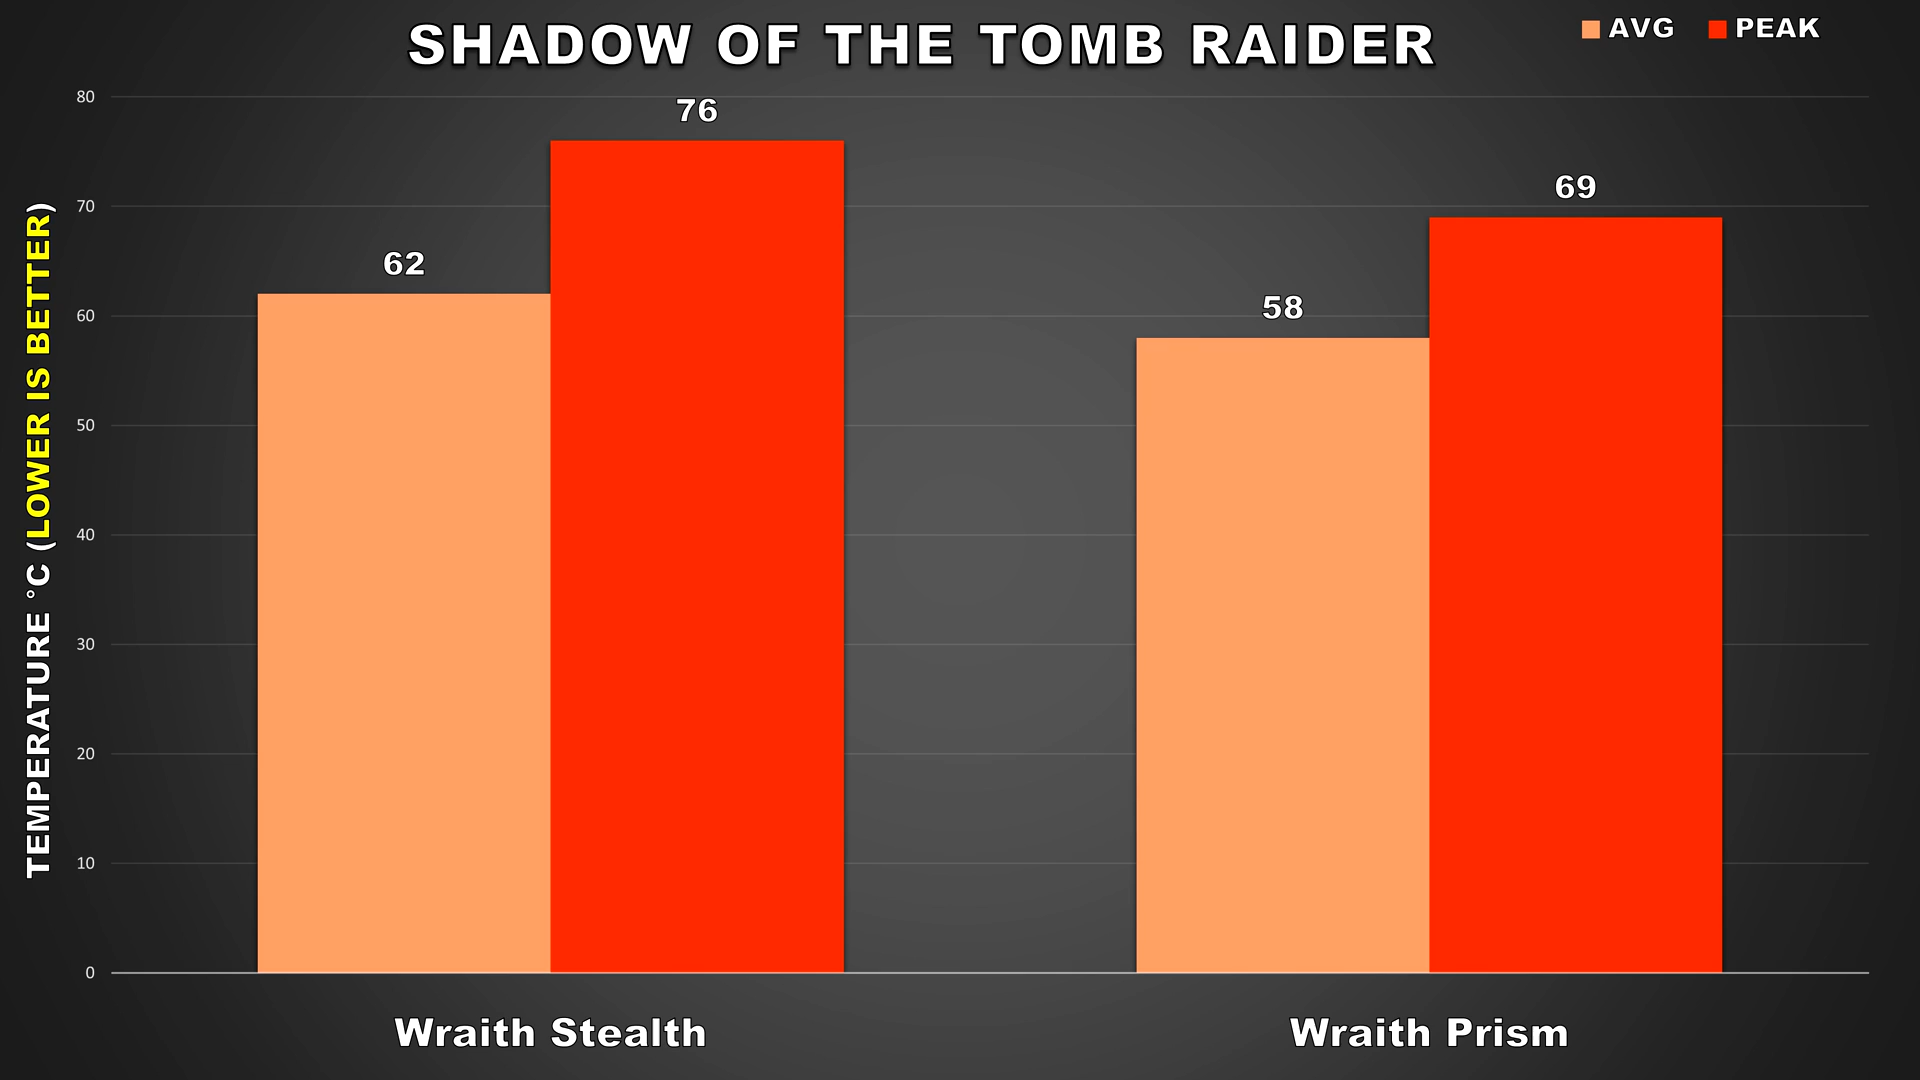 SHADOW OF THE TOMB RAIDER
AVG PEAK
TEMPERATURE °C (LOWER IS BETTER)
80
70
60
50
40
30
20
10
0
62
76
58
69
Wraith Stealth
Wraith Prism